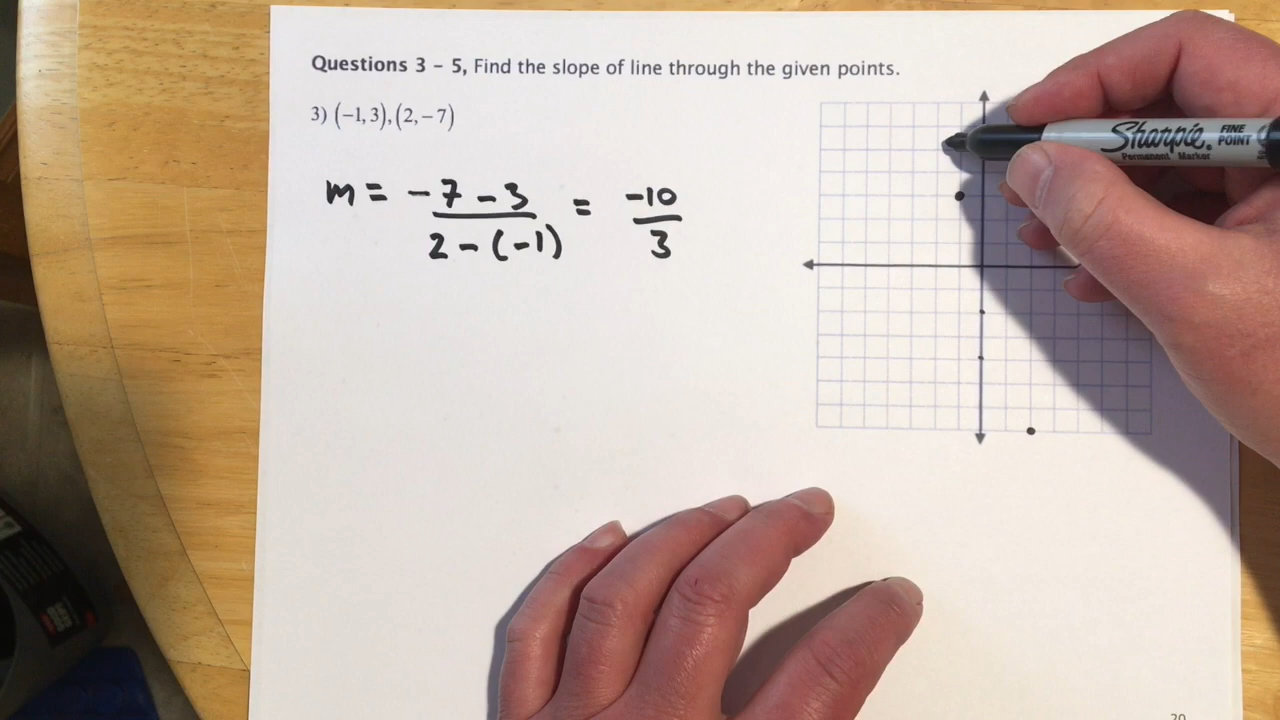 Questions 3 – 5, Find the slope of line through the given points.
3) (−1, 3), (2, − 7)
m = -7 - 3 / 2 - (-1) = -10 / 3
Sharpie. FINE POINT
Permanent Marker